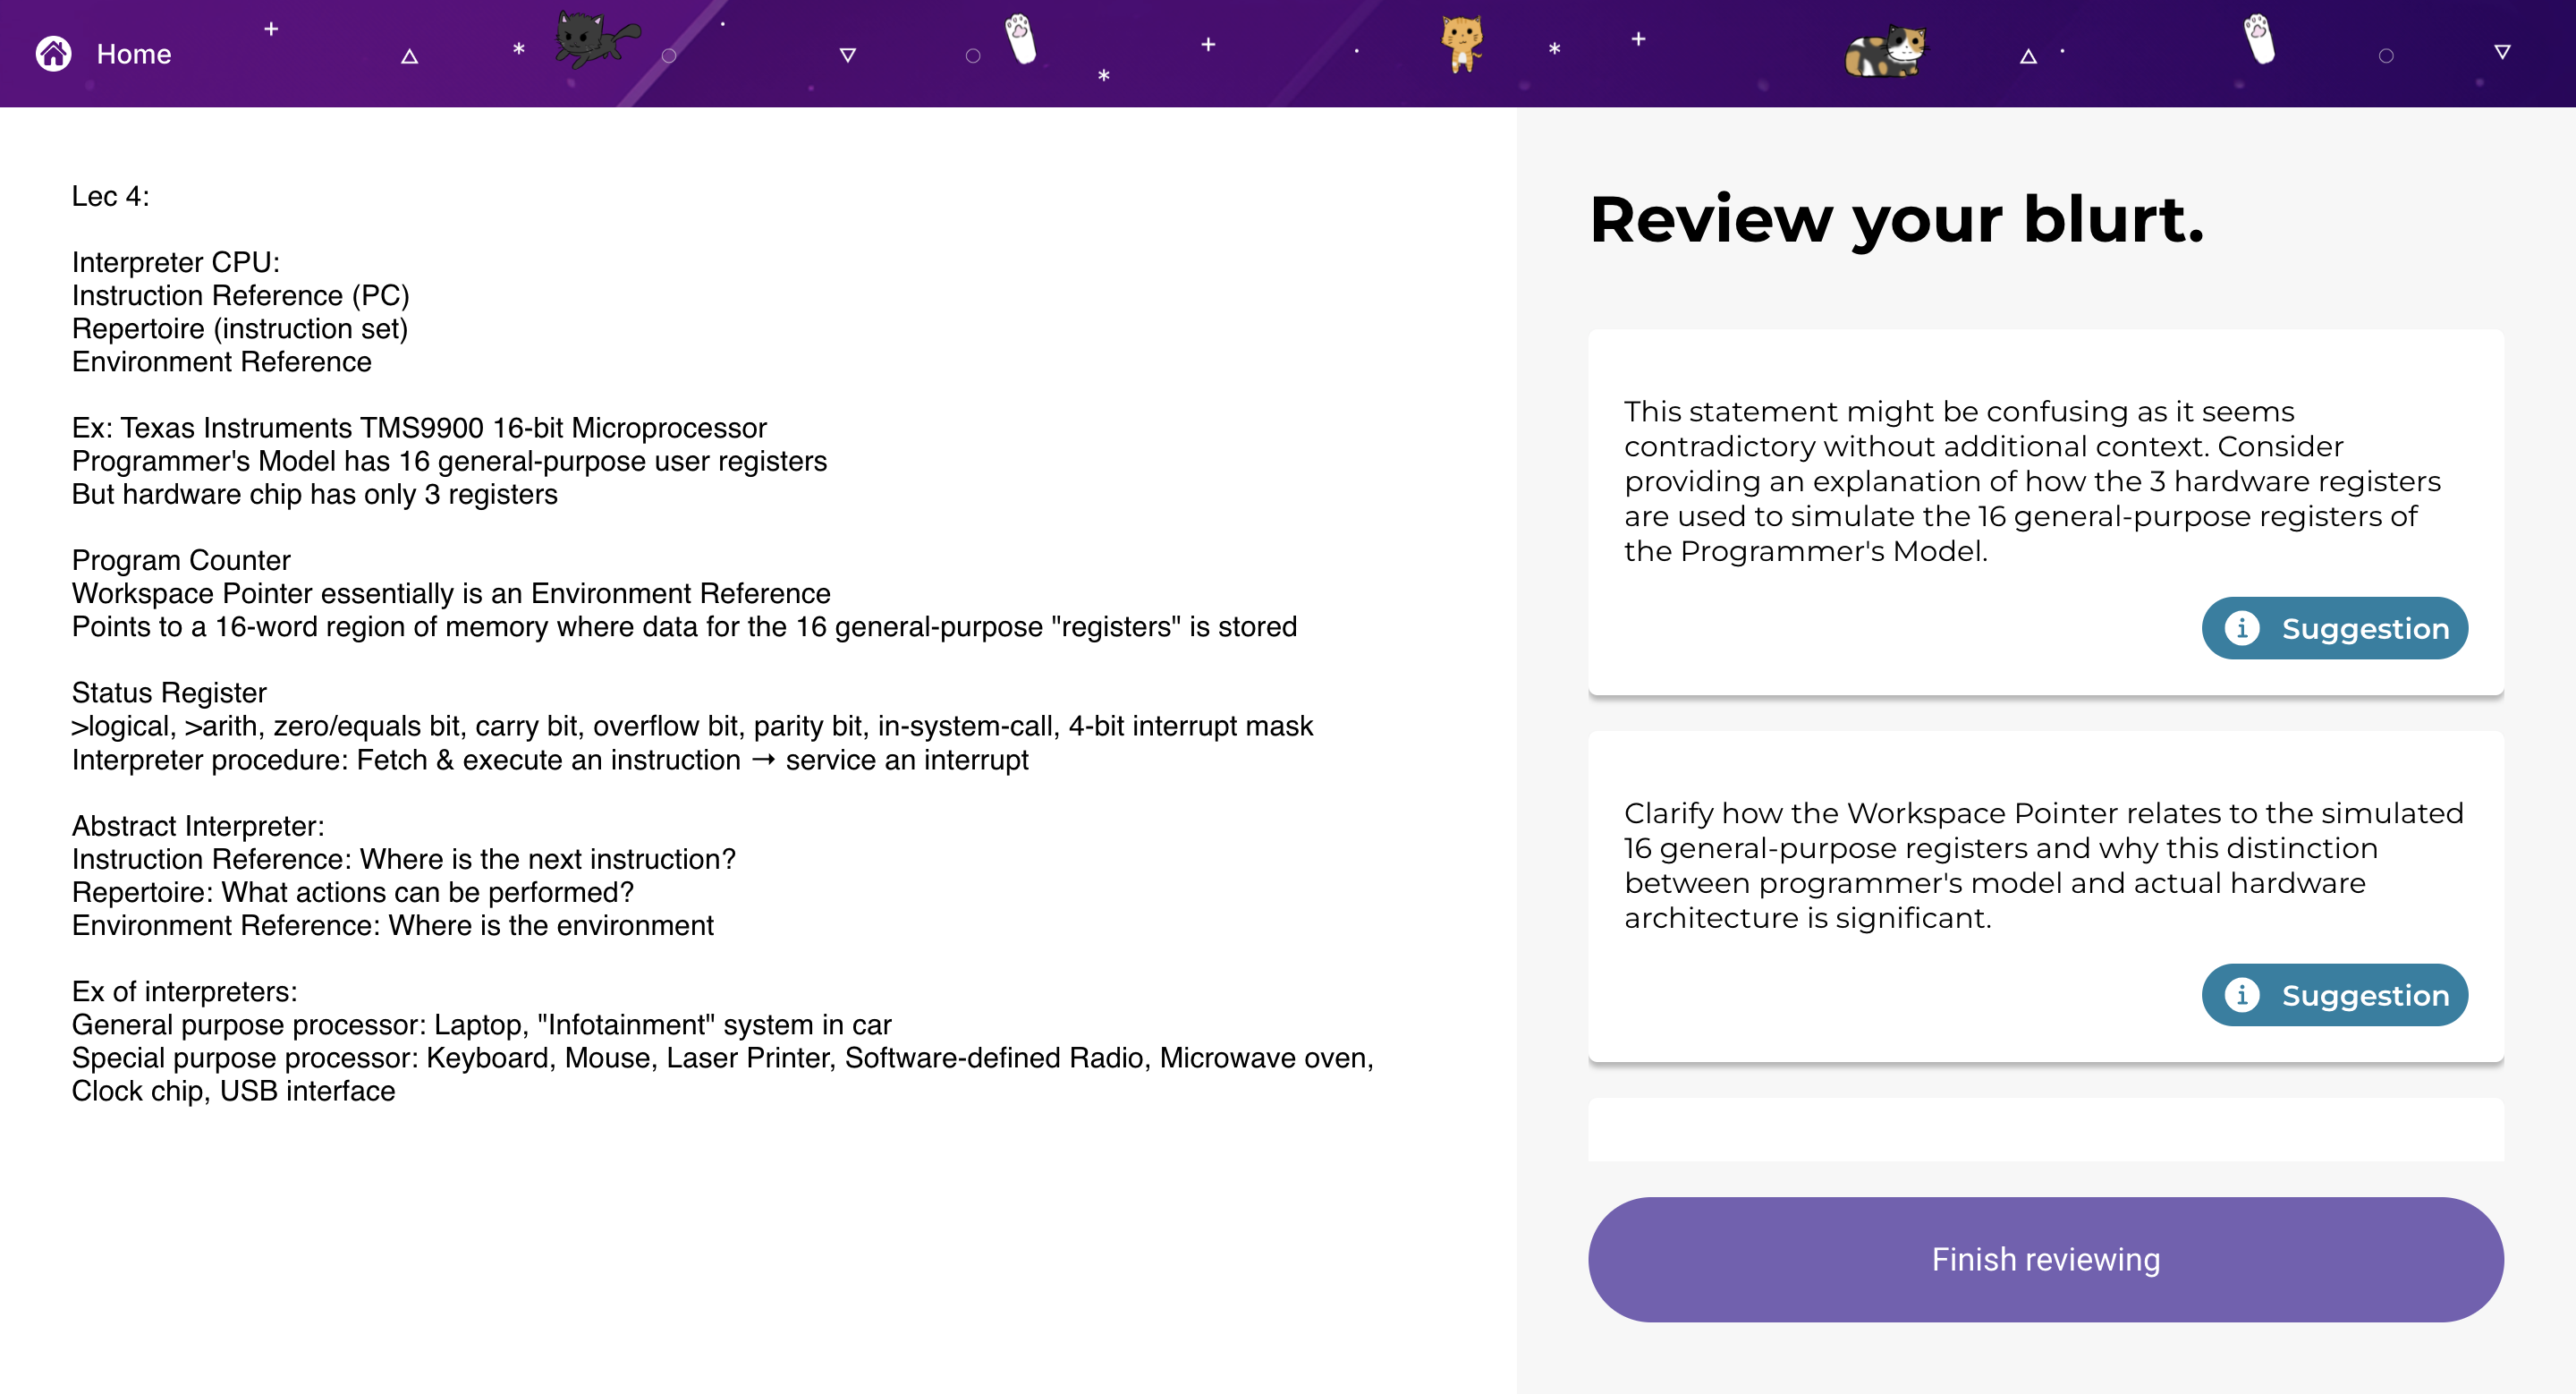 Home
Lec 4:
Interpreter CPU:
Instruction Reference (PC)
Repertoire (instruction set)
Environment Reference
Ex: Texas Instruments TMS9900 16-bit Microprocessor
Programmer's Model has 16 general-purpose user registers
But hardware chip has only 3 registers
Program Counter
Workspace Pointer essentially is an Environment Reference
Points to a 16-word region of memory where data for the 16 general-purpose "registers" is stored
Status Register
>logical, >arith, zero/equals bit, carry bit, overflow bit, parity bit, in-system-call, 4-bit interrupt mask
Interpreter procedure: Fetch & execute an instruction → service an interrupt
Abstract Interpreter:
Instruction Reference: Where is the next instruction?
Repertoire: What actions can be performed?
Environment Reference: Where is the environment
Ex of interpreters:
General purpose processor: Laptop, "Infotainment" system in car
Special purpose processor: Keyboard, Mouse, Laser Printer, Software-defined Radio, Microwave oven,
Clock chip, USB interface
Review your blurt.
This statement might be confusing as it seems
contradictory without additional context. Consider
providing an explanation of how the 3 hardware registers
are used to simulate the 16 general-purpose registers of
the Programmer's Model.
Suggestion
Clarify how the Workspace Pointer relates to the simulated
16 general-purpose registers and why this distinction
between programmer's model and actual hardware
architecture is significant.
Suggestion
Finish reviewing